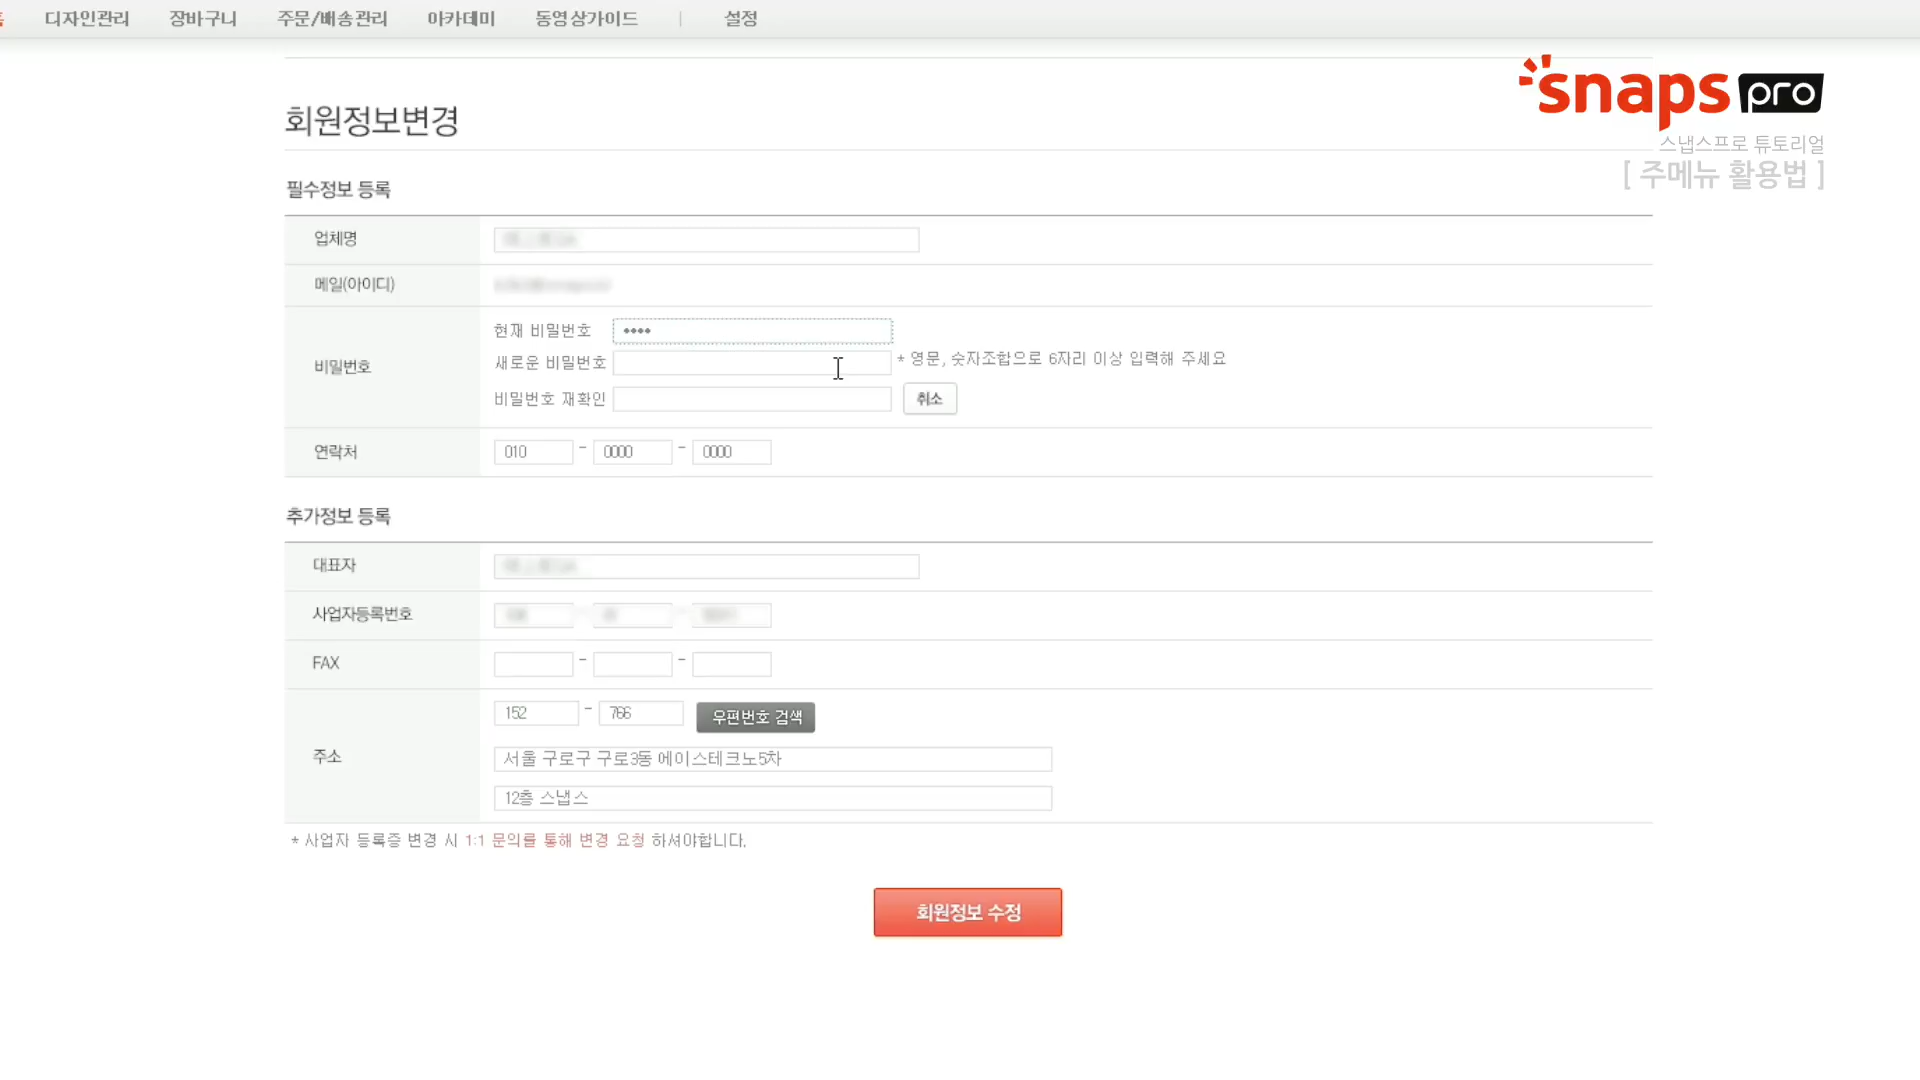 디자인관리 장바구니 주문/배송관리 아카데미 동영상가이드 | 설정
snaps pro
스냅스프로 튜토리얼
[ 주메뉴 활용법 ]
회원정보변경
필수정보 등록
업체명
메일(아이디)
비밀번호
현재 비밀번호 ••••
새로운 비밀번호 * 영문, 숫자조합으로 6자리 이상 입력해 주세요
비밀번호 재확인 취소
연락처 010 - 0000 - 0000
추가정보 등록
대표자
사업자등록번호
FAX - -
주소
152 - 766 우편번호 검색
서울 구로구 구로3동 에이스테크노5차
12층 스냅스
* 사업자 등록증 변경 시 1:1 문의를 통해 변경 요청 하셔야합니다.
회원정보 수정